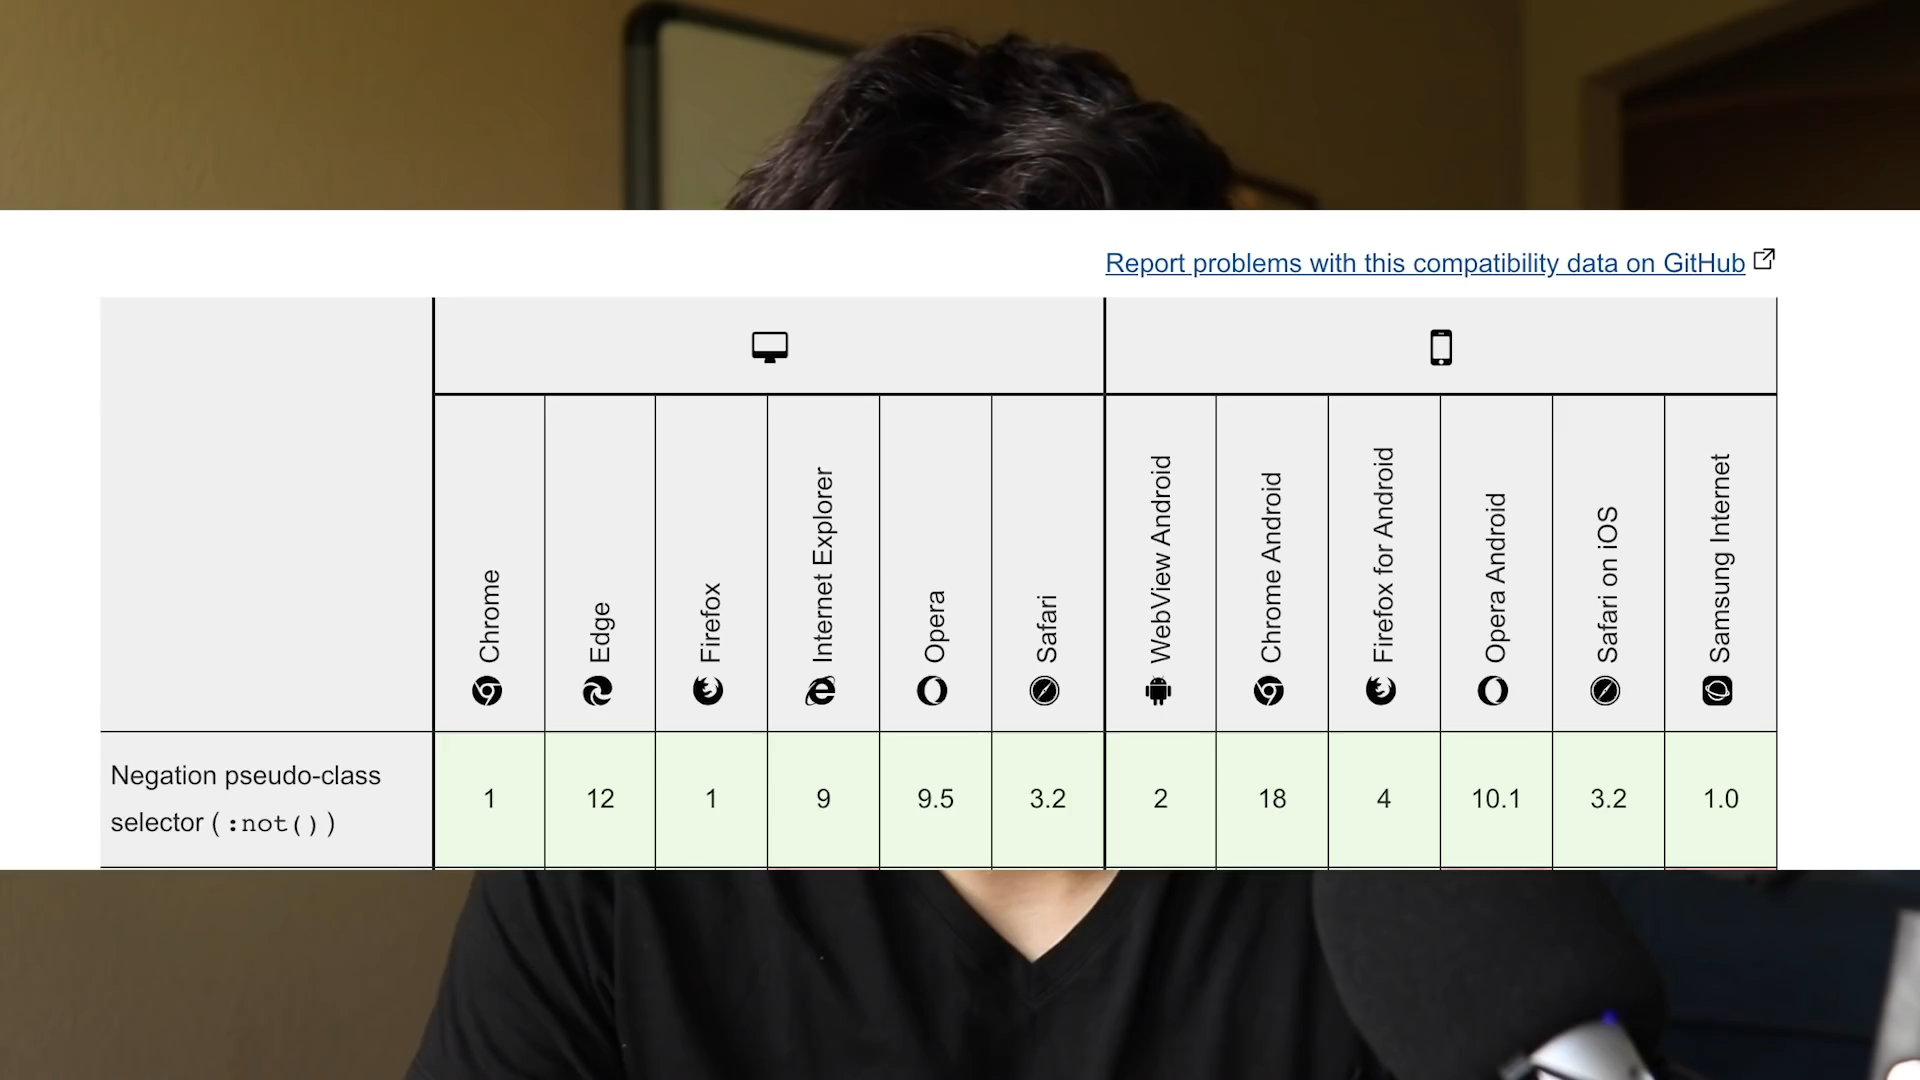 Report problems with this compatibility data on GitHub
Chrome
Edge
Firefox
Internet Explorer
Opera
Safari
WebView Android
Chrome Android
Firefox for Android
Opera Android
Safari on iOS
Samsung Internet
Negation pseudo-class
selector (:not())
1 12 1 9 9.5 3.2 2 18 4 10.1 3.2 1.0